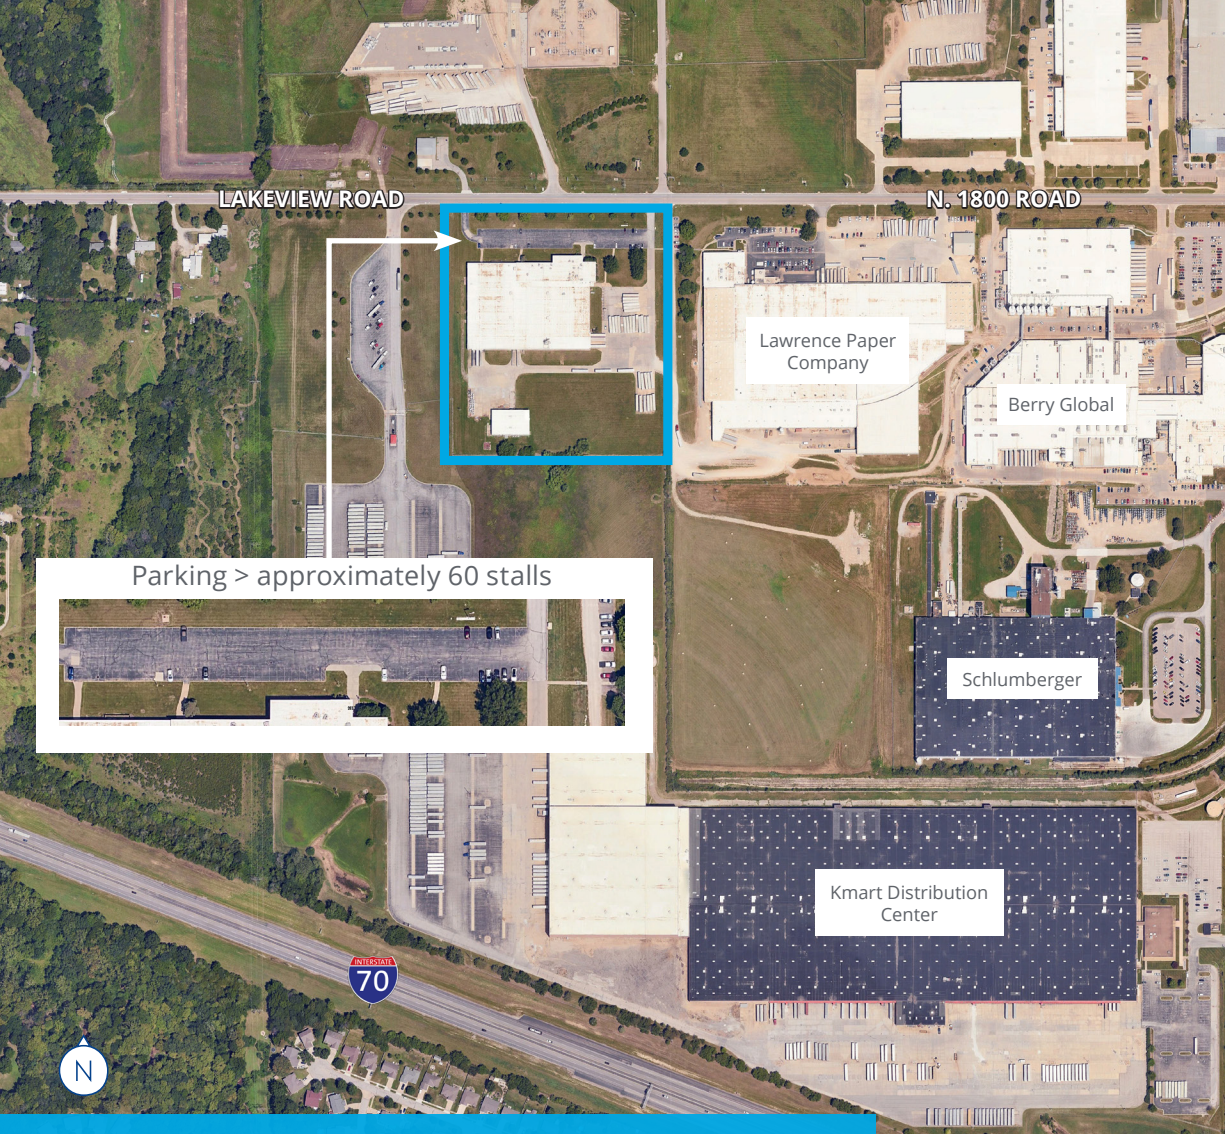 LAKEVIEW ROAD
N. 1800 ROAD
Lawrence Paper
Company
Berry Global
Parking > approximately 60 stalls
Schlumberger
Kmart Distribution
Center
INTERSTATE
70
N